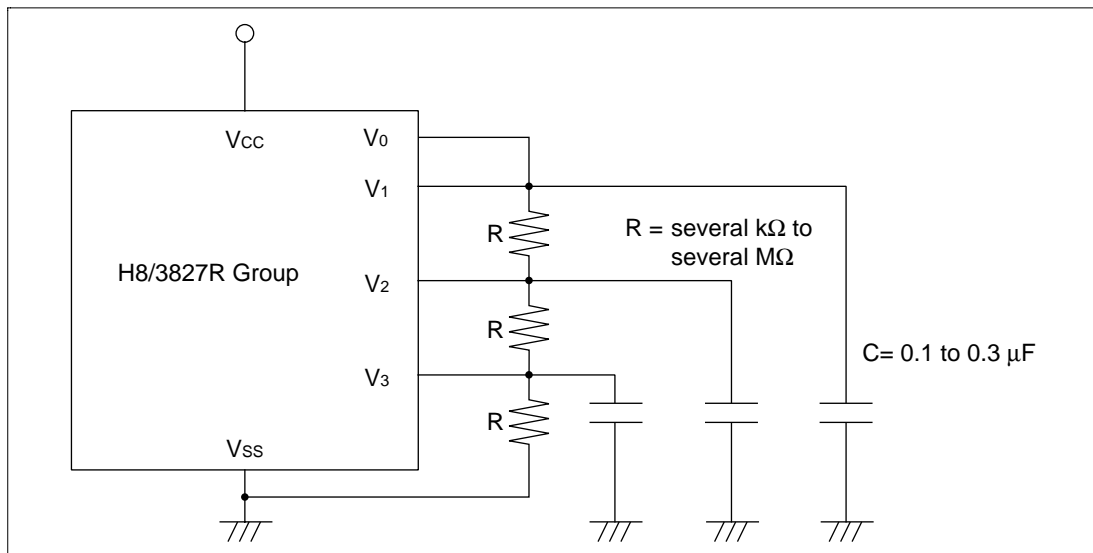 VCC
V0
V1
R
R = several kΩ to
several MΩ
H8/3827R Group
V2
R
C= 0.1 to 0.3 μF
V3
R
VSS